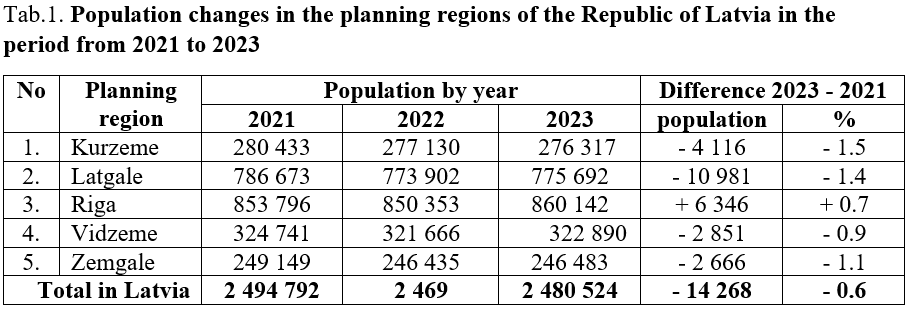 Tab.1. Population changes in the planning regions of the Republic of Latvia in the
period from 2021 to 2023
No Planning region Population by year Difference 2023 - 2021
2021 2022 2023 population %
1. Kurzeme 280 433 277 130 276 317 - 4 116 - 1.5
2. Latgale 786 673 773 902 775 692 - 10 981 - 1.4
3. Riga 853 796 850 353 860 142 + 6 346 + 0.7
4. Vidzeme 324 741 321 666 322 890 - 2 851 - 0.9
5. Zemgale 249 149 246 435 246 483 - 2 666 - 1.1
Total in Latvia 2 494 792 2 469 2 480 524 - 14 268 - 0.6